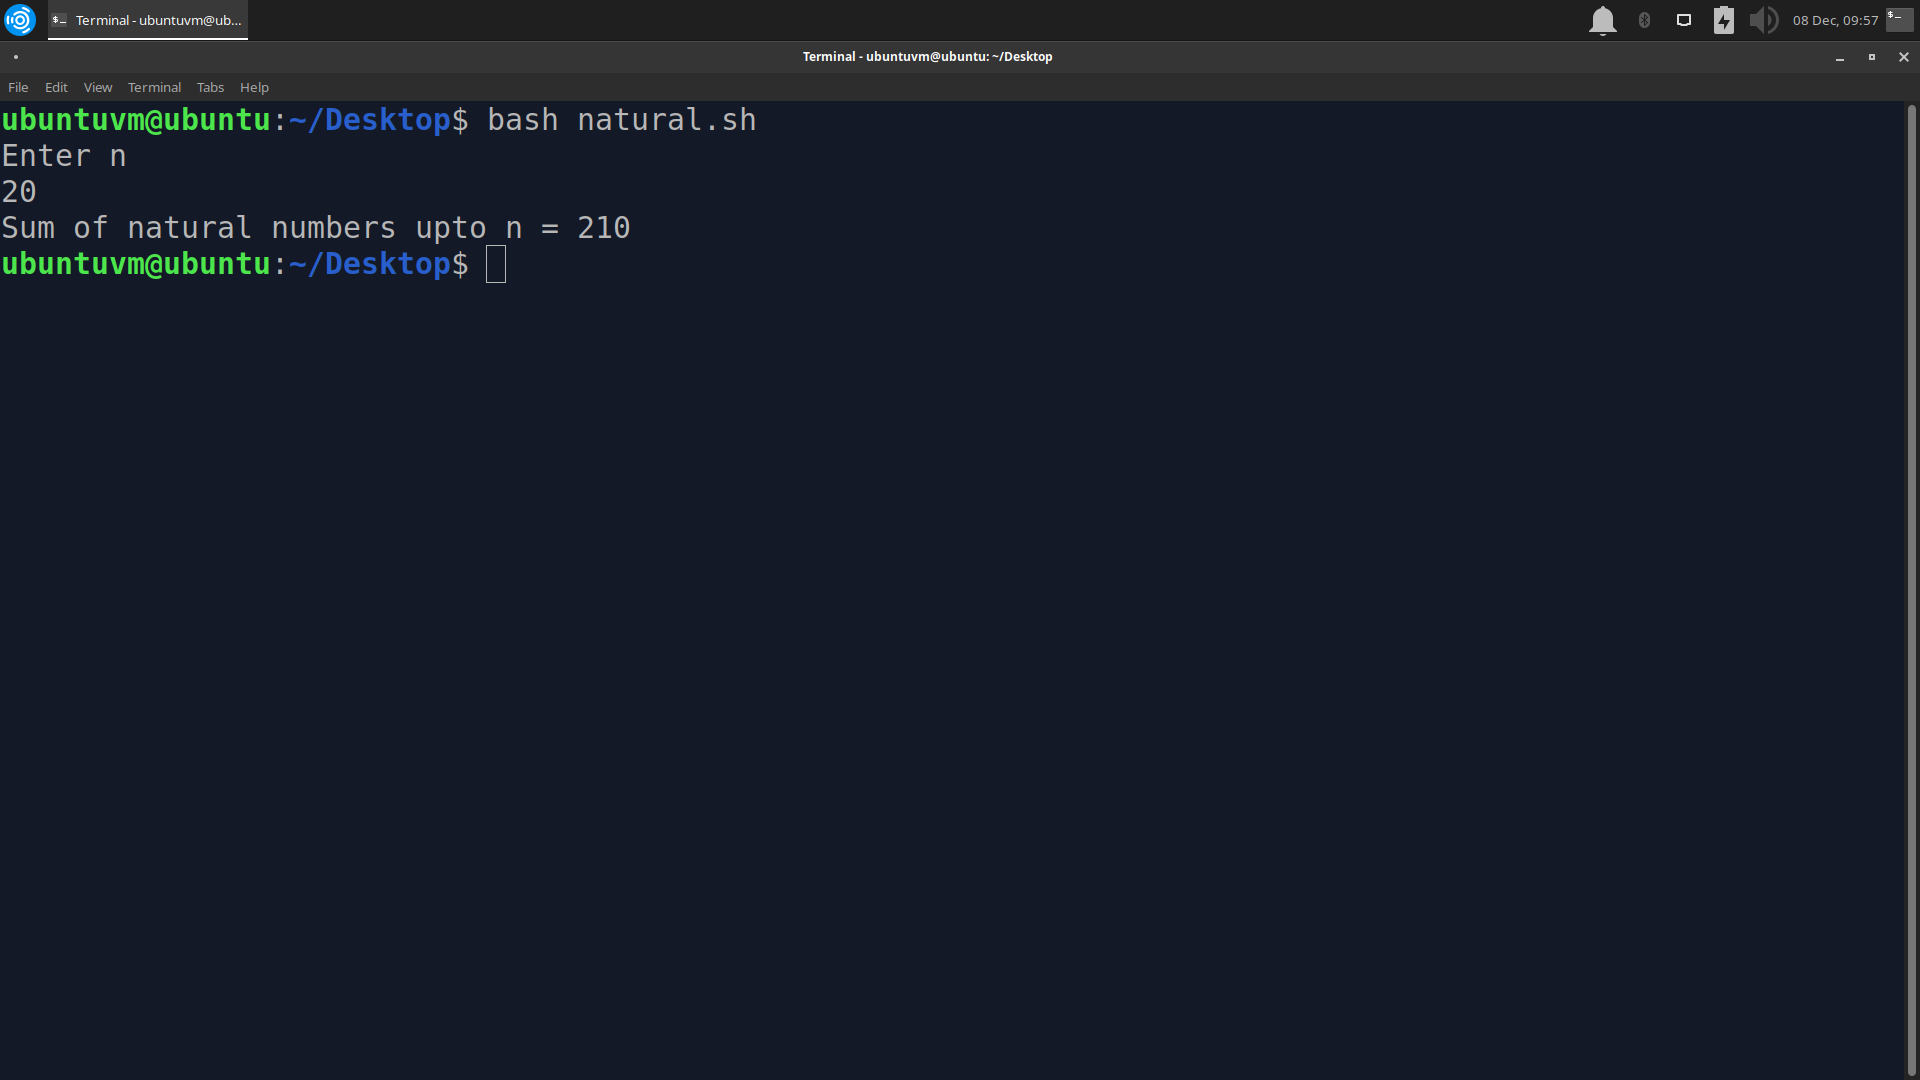 Terminal - ubuntuvm@ub...
08 Dec, 09:57
Terminal - ubuntuvm@ubuntu: ~/Desktop
File Edit View Terminal Tabs Help
ubuntuvm@ubuntu:~/Desktop$ bash natural.sh
Enter n
20
Sum of natural numbers upto n = 210
ubuntuvm@ubuntu:~/Desktop$